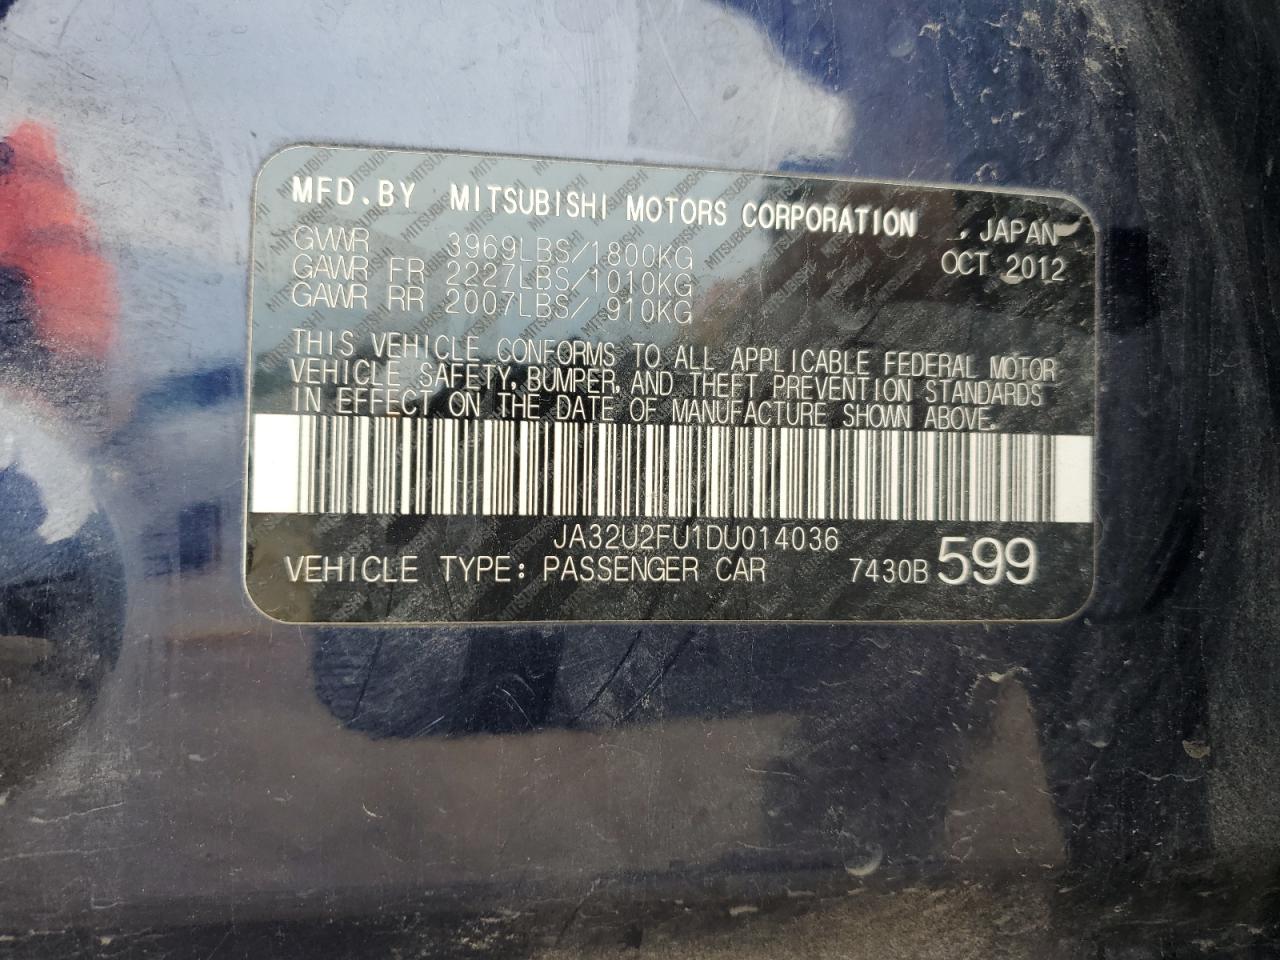 MFD.BY MITSUBISHI MOTORS CORPORATION , JAPAN
GVWR 3969LBS/1800KG OCT 2012
GAWR FR 2227LBS/1010KG
GAWR RR 2007LBS/ 910KG
THIS VEHICLE CONFORMS TO ALL APPLICABLE FEDERAL MOTOR
VEHICLE SAFETY, BUMPER, AND THEFT PREVENTION STANDARDS
IN EFFECT ON THE DATE OF MANUFACTURE SHOWN ABOVE.
JA32U2FU1DU014036
VEHICLE TYPE: PASSENGER CAR 7430B 599